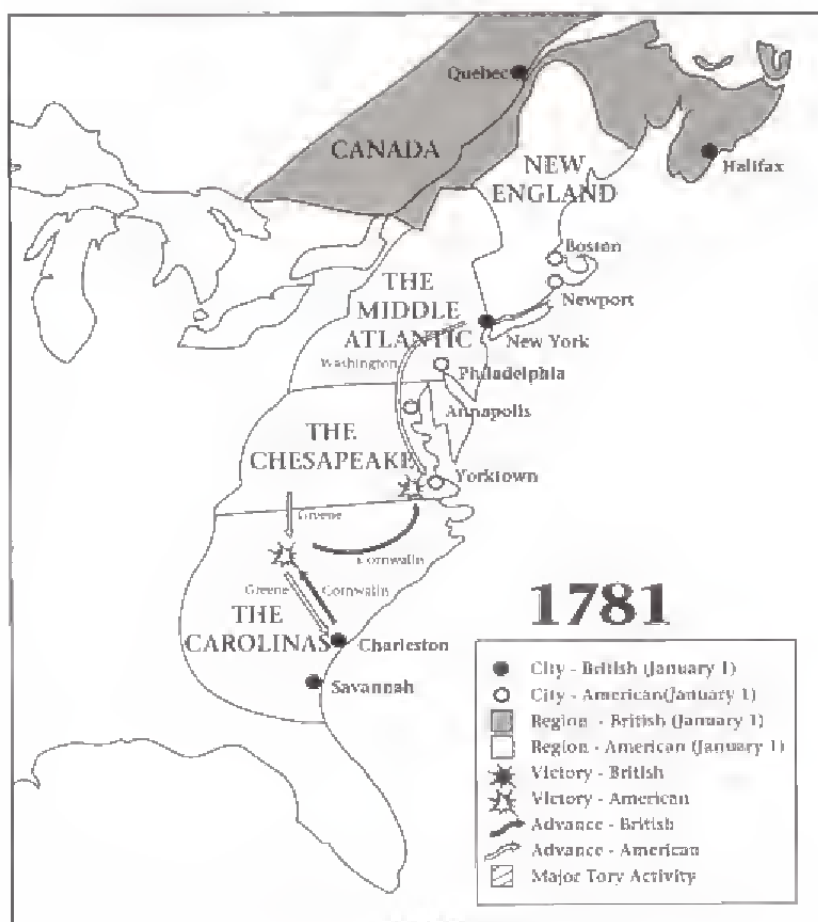 Quebec
CANADA
NEW
ENGLAND
Halifax
Boston
Newport
THE
MIDDLE
ATLANTIC
New York
Washington
Philadelphia
Annapolis
THE
CHESAPEAKE
Yorktown
Greene
Cornwallis
Greene
Cornwallis
THE
CAROLINAS
Charleston
Savannah
1781
City - British (January 1)
City - American(January 1)
Region - British (January 1)
Region - American (January 1)
Victory - British
Victory - American
Advance - British
Advance - American
Major Tory Activity